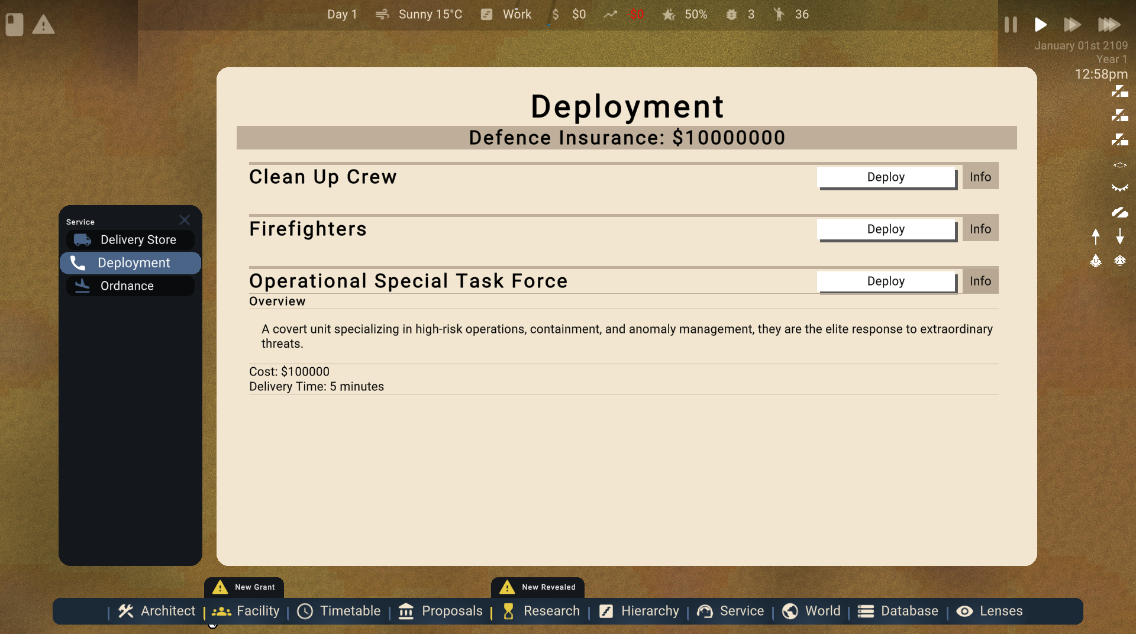 Day 1 Sunny 15°C Work $ $0 -$0 50% 3 36
January 01st 2109
Year 1
12:58pm
Deployment
Defence Insurance: $10000000
Clean Up Crew Deploy Info
Firefighters Deploy Info
Operational Special Task Force Deploy Info
Overview
A covert unit specializing in high-risk operations, containment, and anomaly management, they are the elite response to extraordinary
threats.
Cost: $100000
Delivery Time: 5 minutes
Service
Delivery Store
Deployment
Ordnance
New Grant New Revealed
Architect Facility Timetable Proposals Research Hierarchy Service World Database Lenses